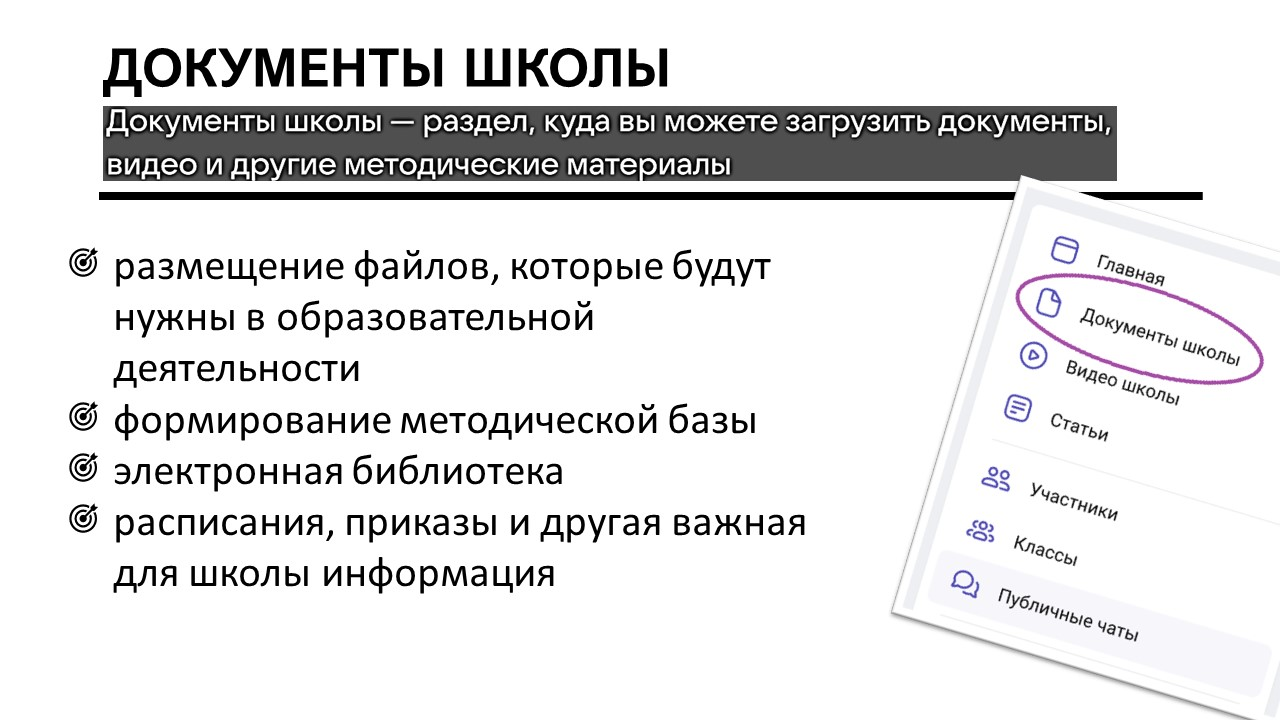 ДОКУМЕНТЫ ШКОЛЫ
Документы школы — раздел, куда вы можете загрузить документы,
видео и другие методические материалы
размещение файлов, которые будут
нужны в образовательной
деятельности
формирование методической базы
электронная библиотека
расписания, приказы и другая важная
для школы информация
Главная
Документы школы
Видео школы
Статьи
Участники
Классы
Публичные чаты